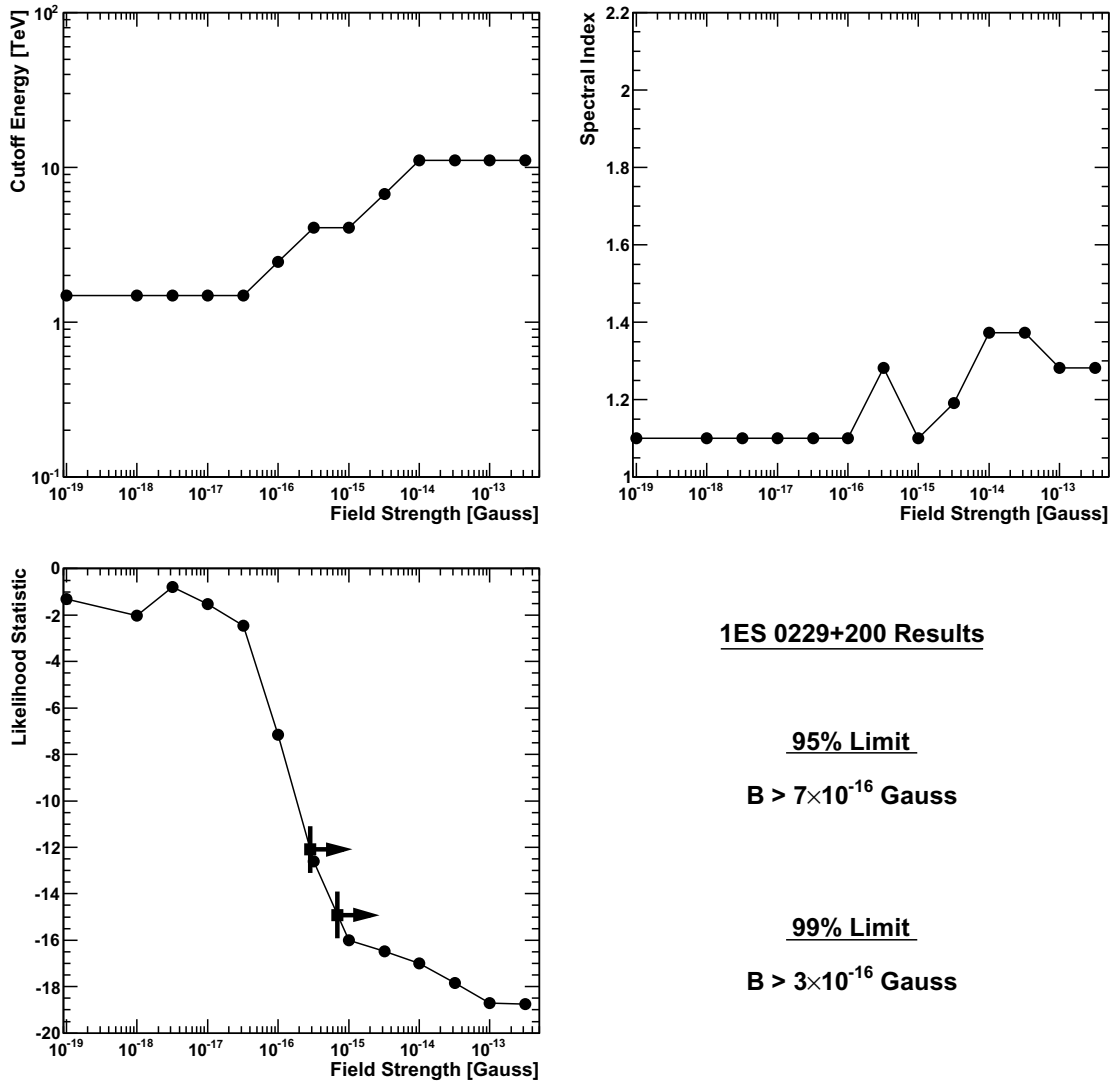 Cutoff Energy [TeV]
10²
10
1
10⁻¹
10⁻¹⁹ 10⁻¹⁸ 10⁻¹⁷ 10⁻¹⁶ 10⁻¹⁵ 10⁻¹⁴ 10⁻¹³
Field Strength [Gauss]
Spectral Index
2.2
2
1.8
1.6
1.4
1.2
1
10⁻¹⁹ 10⁻¹⁸ 10⁻¹⁷ 10⁻¹⁶ 10⁻¹⁵ 10⁻¹⁴ 10⁻¹³
Field Strength [Gauss]
Likelihood Statistic
0
-2
-4
-6
-8
-10
-12
-14
-16
-18
-20
10⁻¹⁹ 10⁻¹⁸ 10⁻¹⁷ 10⁻¹⁶ 10⁻¹⁵ 10⁻¹⁴ 10⁻¹³
Field Strength [Gauss]
1ES 0229+200 Results
95% Limit
B > 7×10⁻¹⁶ Gauss
99% Limit
B > 3×10⁻¹⁶ Gauss